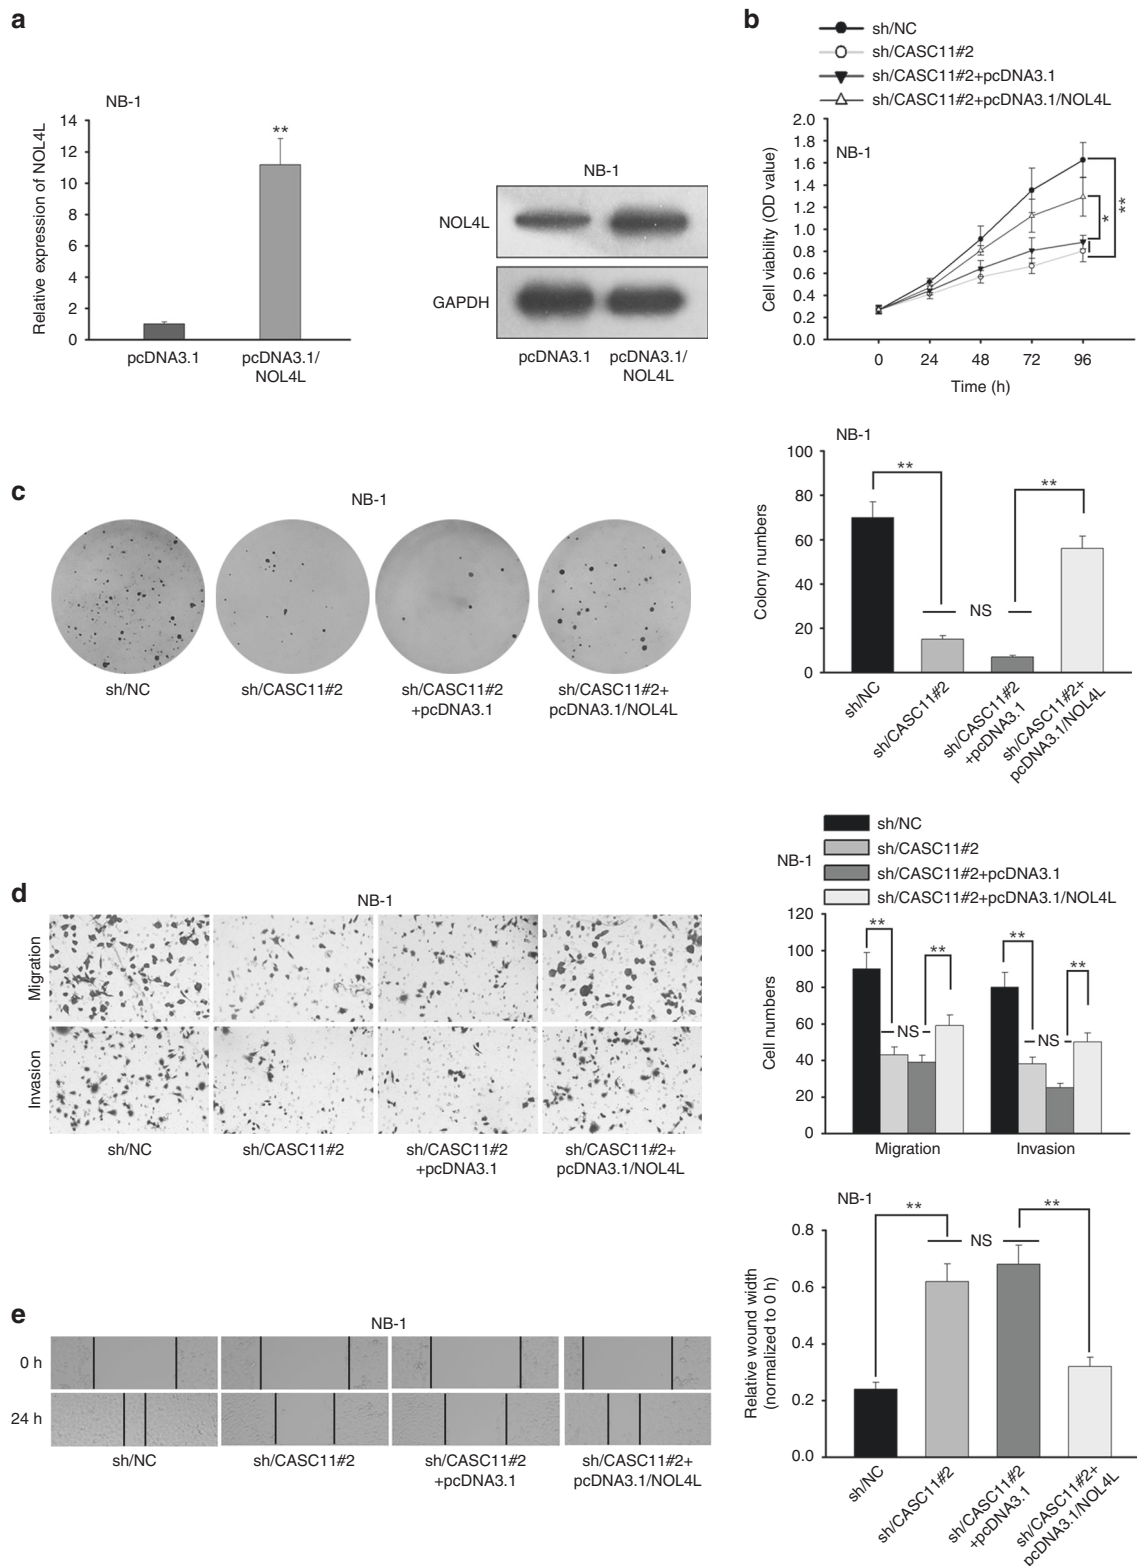 a
NB-1
Relative expression of NOL4L
14
12
10
8
6
4
2
0
**
pcDNA3.1
pcDNA3.1/
NOL4L
NB-1
NOL4L
GAPDH
pcDNA3.1
pcDNA3.1/
NOL4L
b
sh/NC
sh/CASC11#2
sh/CASC11#2+pcDNA3.1
sh/CASC11#2+pcDNA3.1/NOL4L
NB-1
Cell viability (OD value)
2.0
1.8
1.6
1.4
1.2
1.0
0.8
0.6
0.4
0.2
0.0
*
**
0 24 48 72 96
Time (h)
c
NB-1
sh/NC
sh/CASC11#2
sh/CASC11#2
+pcDNA3.1
sh/CASC11#2+
pcDNA3.1/NOL4L
NB-1
Colony numbers
100
80
60
40
20
0
**
NS
**
sh/NC
sh/CASC11#2
sh/CASC11#2
+pcDNA3.1
sh/CASC11#2+
pcDNA3.1/NOL4L
d
NB-1
Migration
Invasion
sh/NC
sh/CASC11#2
sh/CASC11#2
+pcDNA3.1
sh/CASC11#2+
pcDNA3.1/NOL4L
NB-1
sh/NC
sh/CASC11#2
sh/CASC11#2+pcDNA3.1
sh/CASC11#2+pcDNA3.1/NOL4L
Cell numbers
120
100
80
60
40
20
0
**
NS
**
**
NS
**
Migration
Invasion
e
NB-1
0 h
24 h
sh/NC
sh/CASC11#2
sh/CASC11#2
+pcDNA3.1
sh/CASC11#2+
pcDNA3.1/NOL4L
NB-1
Relative wound width
(normalized to 0 h)
0.8
0.6
0.4
0.2
0.0
**
NS
**
sh/NC
sh/CASC11#2
sh/CASC11#2
+pcDNA3.1
sh/CASC11#2+
pcDNA3.1/NOL4L